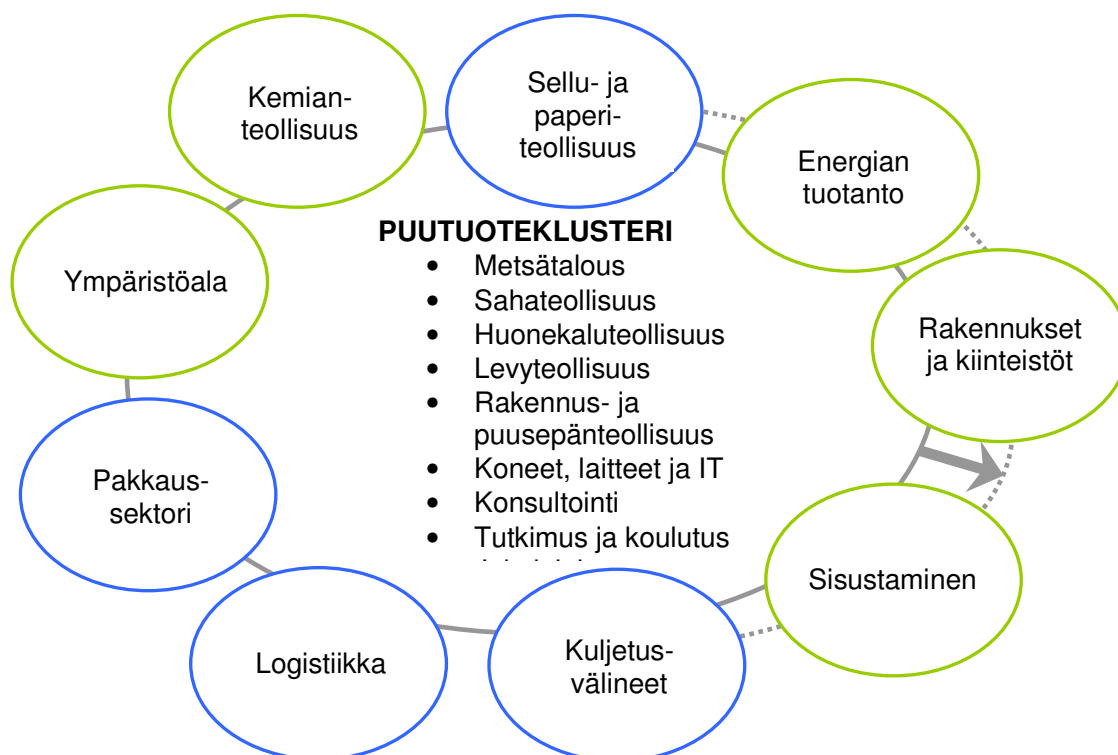 Kemian-
teollisuus
Sellu- ja
paperi-
teollisuus
Energian
tuotanto
Ympäristöala
PUUTUOTEKLUSTERI
• Metsätalous
• Sahateollisuus
• Huonekaluteollisuus
• Levyteollisuus
• Rakennus- ja
puusepänteollisuus
• Koneet, laitteet ja IT
• Konsultointi
• Tutkimus ja koulutus
Rakennukset
ja kiinteistöt
Pakkaus-
sektori
Sisustaminen
Logistiikka
Kuljetus-
välineet